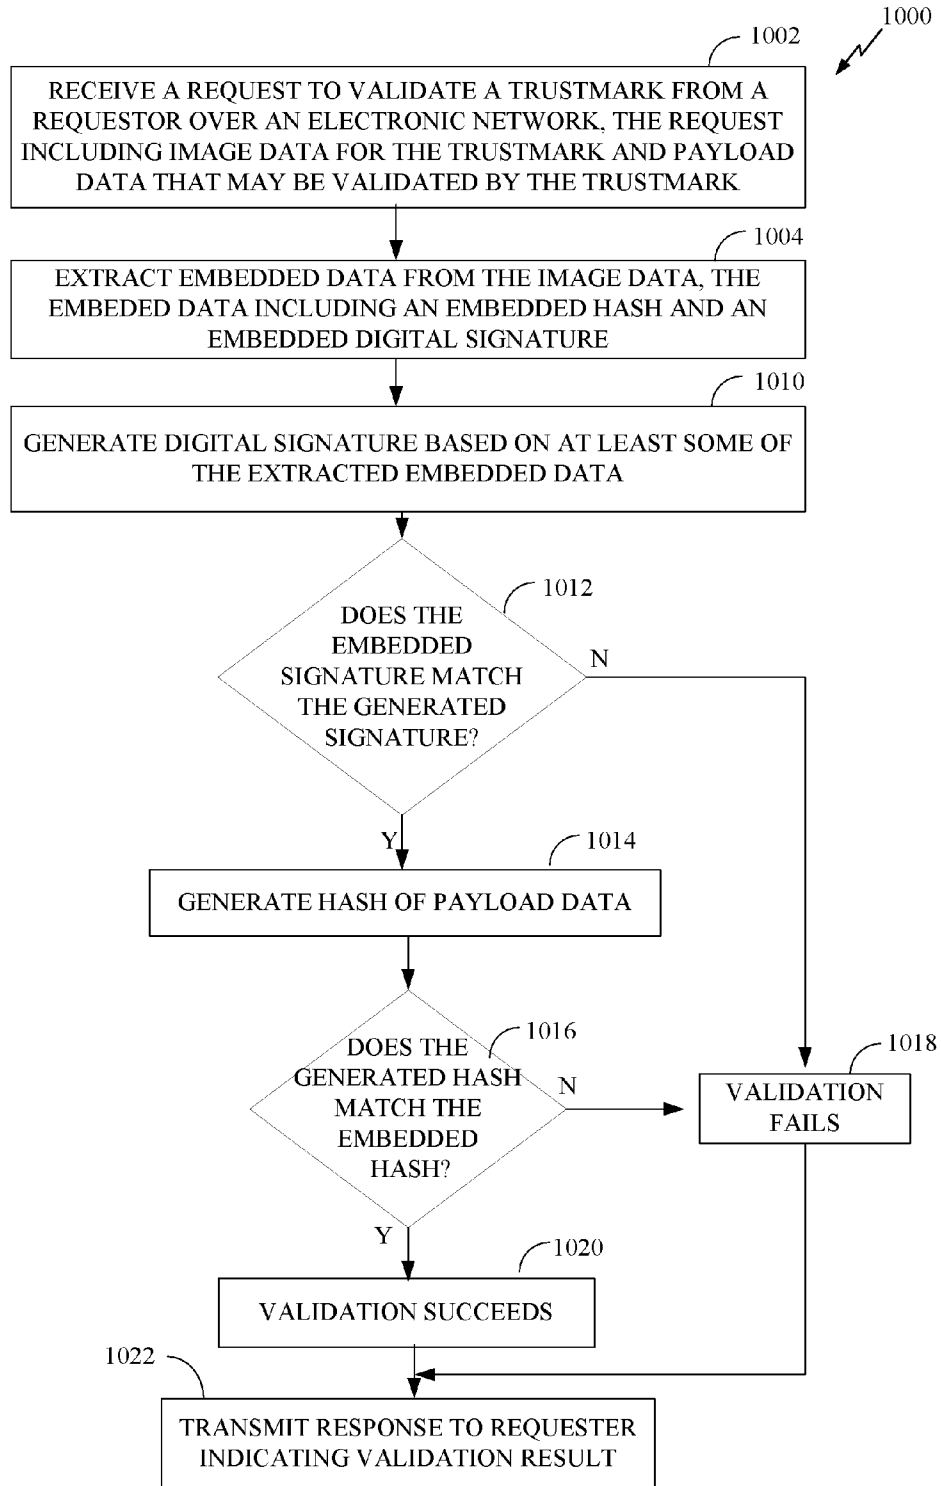 1000
1002
RECEIVE A REQUEST TO VALIDATE A TRUSTMARK FROM A
REQUESTOR OVER AN ELECTRONIC NETWORK, THE REQUEST
INCLUDING IMAGE DATA FOR THE TRUSTMARK AND PAYLOAD
DATA THAT MAY BE VALIDATED BY THE TRUSTMARK
1004
EXTRACT EMBEDDED DATA FROM THE IMAGE DATA, THE
EMBEDED DATA INCLUDING AN EMBEDDED HASH AND AN
EMBEDDED DIGITAL SIGNATURE
1010
GENERATE DIGITAL SIGNATURE BASED ON AT LEAST SOME OF
THE EXTRACTED EMBEDDED DATA
1012
DOES THE
EMBEDDED
SIGNATURE MATCH
THE GENERATED
SIGNATURE?
N
Y
1014
GENERATE HASH OF PAYLOAD DATA
1016
DOES THE
GENERATED HASH
MATCH THE
EMBEDDED
HASH?
N
1018
VALIDATION
FAILS
Y
1020
VALIDATION SUCCEEDS
1022
TRANSMIT RESPONSE TO REQUESTER
INDICATING VALIDATION RESULT